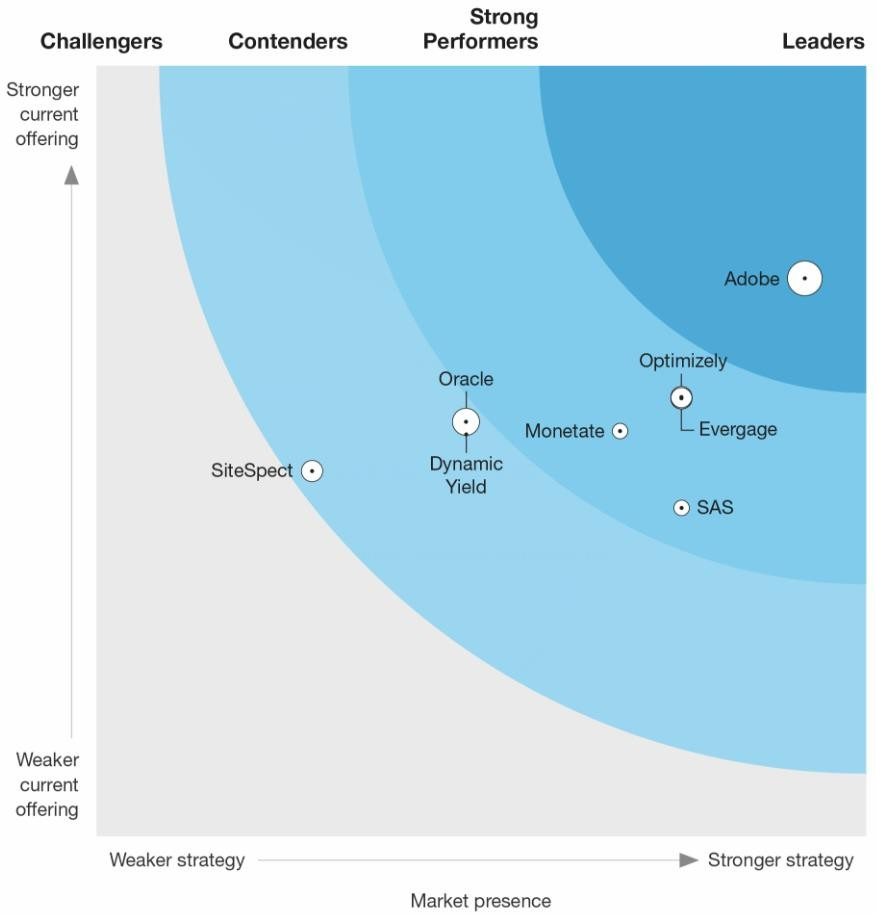 Challengers
Contenders
Strong
Performers
Leaders
Stronger
current
offering
Adobe
Optimizely
Oracle
Monetate
Evergage
Dynamic
Yield
SiteSpect
SAS
Weaker
current
offering
Weaker strategy
Stronger strategy
Market presence